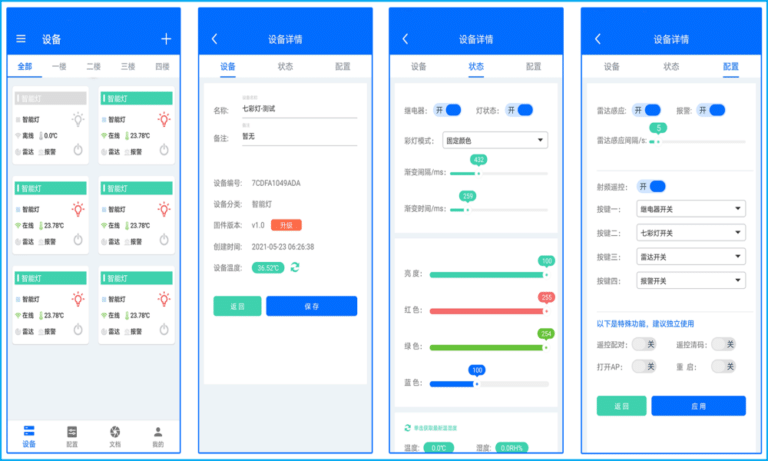 设备
全部 一楼 二楼 三楼 四楼
智能灯 智能灯
智能灯 智能灯
离线 0.0℃ 在线 23.78℃
雷达 报警 雷达 报警
智能灯 智能灯
智能灯 智能灯
在线 23.78℃ 在线 23.78℃
雷达 报警 雷达 报警
智能灯 智能灯
智能灯 智能灯
在线 23.78℃ 在线 23.78℃
雷达 报警 雷达 报警
设备 配置 文档 我的
设备详情
设备 状态 配置
设备名称
名称: 七彩灯-测试
备注
备注: 暂无
设备编号: 7CDFA1049ADA
设备分类: 智能灯
固件版本: v1.0 升级
创建时间: 2021-05-23 06:26:38
设备温度: 36.52℃
返回 保存
设备详情
设备 状态 配置
继电器: 开 灯状态: 开
彩灯模式: 固定颜色
432
渐变间隔/ms:
259
渐变时间/ms:
100
亮 度:
255
红 色:
254
绿 色:
100
蓝 色:
温度: 0.0℃ 湿度: 0.0RH%
设备详情
设备 状态 配置
雷达感应: 开 报警: 开
5
雷达感应间隔/s:
射频遥控: 开
按键一: 继电器开关
按键二: 七彩灯开关
按键三: 雷达开关
按键四: 报警开关
以下是特殊功能，建议独立使用
遥控配对: 关 遥控清码: 关
打开AP: 关 重 启: 关
返回 应用